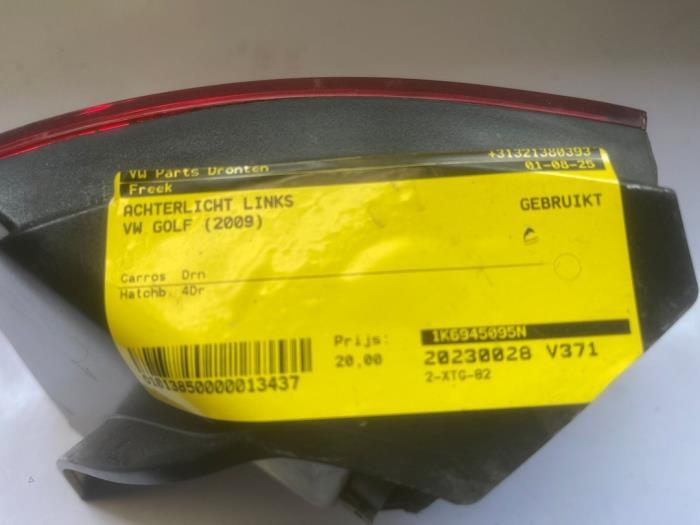 VW Parts Dronten +31321380393
Freek 01-08-25
ACHTERLICHT LINKS GEBRUIKT
VW GOLF (2009)
Carros Drn
Hatchb. 4Dr
Prijs: 1K6945095N
20,00 20230028 V371
2-XTG-82
01013850000013437